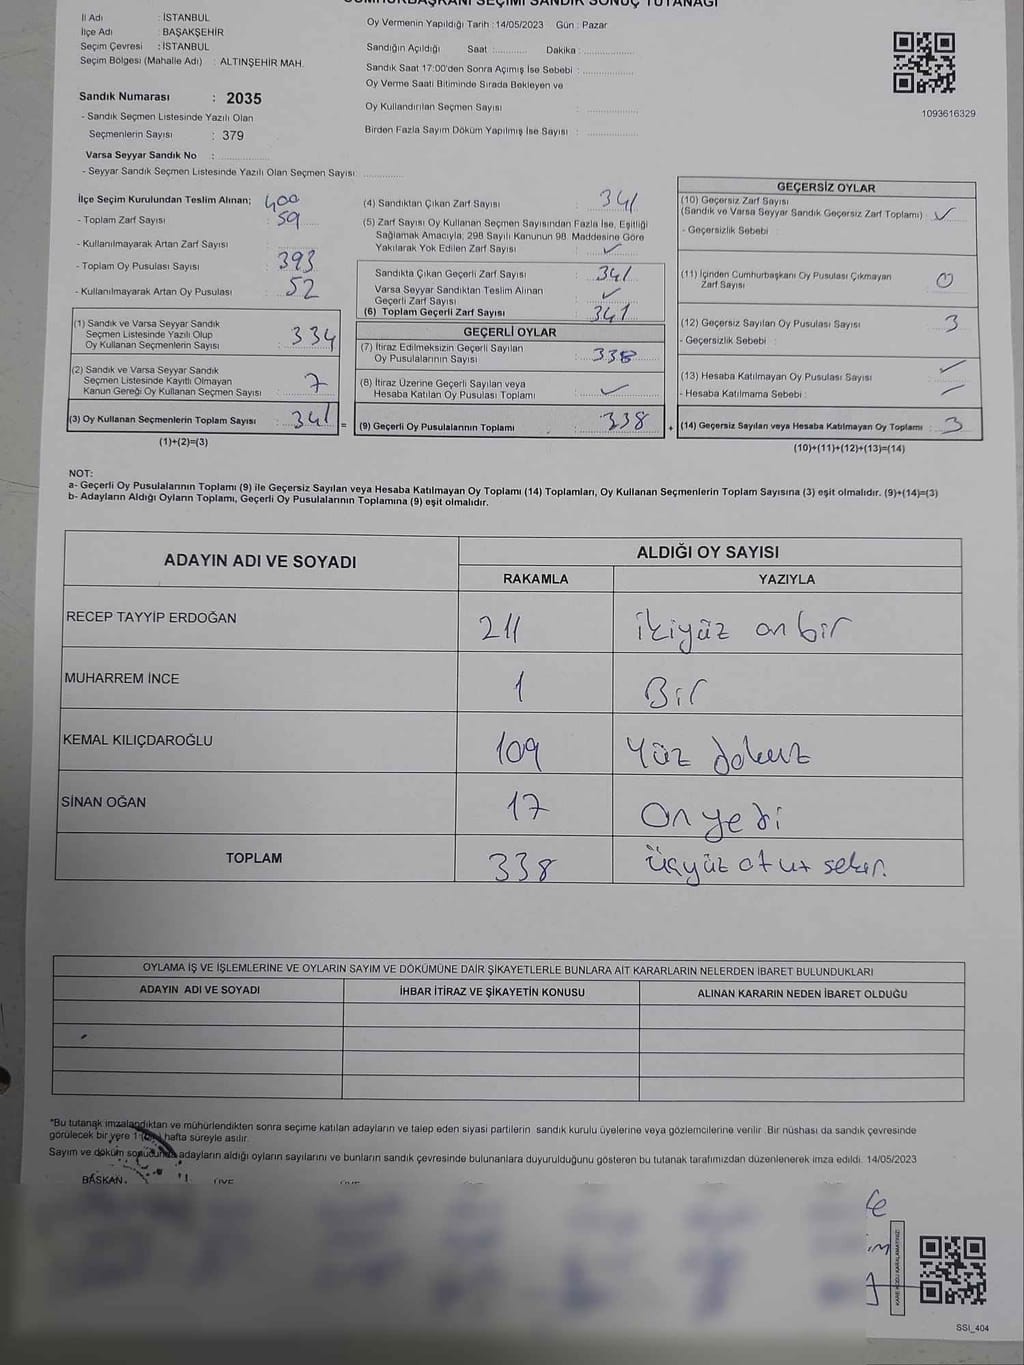 CUMHURBAŞKANI SEÇİMİ SANDIK SONUÇ TUTANAĞI
İl Adı : İSTANBUL
İlçe Adı : BAŞAKŞEHİR
Seçim Çevresi : İSTANBUL
Seçim Bölgesi (Mahalle Adı) : ALTINŞEHİR MAH.
Sandık Numarası : 2035
- Sandık Seçmen Listesinde Yazılı Olan
Seçmenlerin Sayısı : 379
Varsa Seyyar Sandık No :
- Seyyar Sandık Seçmen Listesinde Yazılı Olan Seçmen Sayısı:
Oy Vermenin Yapıldığı Tarih : 14/05/2023 Gün : Pazar
Sandığın Açıldığı Saat : Dakika :
Sandık Saat 17:00'den Sonra Açımış İse Sebebi :
Oy Verme Saati Bitiminde Sırada Bekleyen ve
Oy Kullandırılan Seçmen Sayısı :
Birden Fazla Sayım Döküm Yapılmış İse Sayısı :
1093616329
İlçe Seçim Kurulundan Teslim Alınan;
- Toplam Zarf Sayısı : 400
- Kullanılmayarak Artan Zarf Sayısı : 59
- Toplam Oy Pusulası Sayısı : 393
- Kullanılmayarak Artan Oy Pusulası : 52
(1) Sandık ve Varsa Seyyar Sandık
Seçmen Listesinde Yazılı Olup
Oy Kullanan Seçmenlerin Sayısı : 334
(2) Sandık ve Varsa Seyyar Sandık
Seçmen Listesinde Kayıtlı Olmayan
Kanun Gereği Oy Kullanan Seçmen Sayısı : 7
(3) Oy Kullanan Seçmenlerin Toplam Sayısı : 341 =
(1)+(2)=(3)
(4) Sandıktan Çıkan Zarf Sayısı : 341
(5) Zarf Sayısı Oy Kullanan Seçmen Sayısından Fazla İse, Eşitliği
Sağlamak Amacıyla; 298 Sayılı Kanunun 98. Maddesine Göre
Yakılarak Yok Edilen Zarf Sayısı :
Sandıkta Çıkan Geçerli Zarf Sayısı : 341
Varsa Seyyar Sandıktan Teslim Alınan
Geçerli Zarf Sayısı :
(6) Toplam Geçerli Zarf Sayısı : 341
GEÇERLİ OYLAR
(7) İtiraz Edilmeksizin Geçerli Sayılan
Oy Pusulalarının Sayısı : 338
(8) İtiraz Üzerine Geçerli Sayılan veya
Hesaba Katılan Oy Pusulası Toplamı :
(9) Geçerli Oy Pusulalarının Toplamı : 338 +
GEÇERSİZ OYLAR
(10) Geçersiz Zarf Sayısı
(Sandık ve Varsa Seyyar Sandık Geçersiz Zarf Toplamı) :
- Geçersizlik Sebebi :
(11) İçinden Cumhurbaşkanı Oy Pusulası Çıkmayan
Zarf Sayısı : 0
(12) Geçersiz Sayılan Oy Pusulası Sayısı : 3
- Geçersizlik Sebebi :
(13) Hesaba Katılmayan Oy Pusulası Sayısı :
- Hesaba Katılmama Sebebi :
(14) Geçersiz Sayılan veya Hesaba Katılmayan Oy Toplamı : 3
(10)+(11)+(12)+(13)=(14)
NOT:
a- Geçerli Oy Pusulalarının Toplamı (9) ile Geçersiz Sayılan veya Hesaba Katılmayan Oy Toplamı (14) Toplamları, Oy Kullanan Seçmenlerin Toplam Sayısına (3) eşit olmalıdır. (9)+(14)=(3)
b- Adayların Aldığı Oyların Toplamı, Geçerli Oy Pusulalarının Toplamına (9) eşit olmalıdır.
ADAYIN ADI VE SOYADI ALDIĞI OY SAYISI
RAKAMLA YAZIYLA
RECEP TAYYİP ERDOĞAN 211 ikiyüz onbir
MUHARREM İNCE 1 Bir
KEMAL KILIÇDAROĞLU 109 Yüz dokuz
SİNAN OĞAN 17 On yedi
TOPLAM 338 üçyüz otuz sekiz.
OYLAMA İŞ VE İŞLEMLERİNE VE OYLARIN SAYIM VE DÖKÜMÜNE DAİR ŞİKAYETLERLE BUNLARA AİT KARARLARIN NELERDEN İBARET BULUNDUKLARI
ADAYIN ADI VE SOYADI İHBAR İTİRAZ VE ŞİKAYETİN KONUSU ALINAN KARARIN NEDEN İBARET OLDUĞU
*Bu tutanak imzalandıktan ve mühürlendikten sonra seçime katılan adayların ve talep eden siyasi partilerin sandık kurulu üyelerine veya gözlemcilerine verilir. Bir nüshası da sandık çevresinde
görülecek bir yere 1 hafta süreyle asılır.
Sayım ve döküm sonucunda adayların aldığı oyların sayılarını ve bunların sandık çevresinde bulunanlara duyurulduğunu gösteren bu tutanak tarafımızdan düzenlenerek imza edildi. 14/05/2023
BAŞKAN
KARE KODU KARALAMAYINIZ!
SSI_404